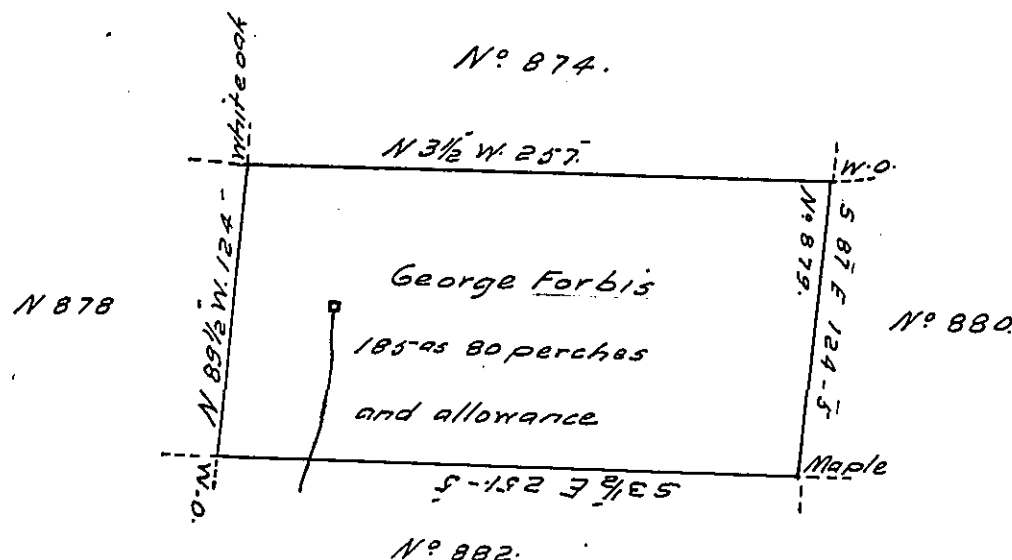 Nº 874.
White oak
N 3½ W. 257.
W.O.
Nº 879.
S 87 E 124-5
N 878
N 89½ W. 124-
George Forbis
185 as 80 perches
and allowance
Nº 880.
W.O.
S 3½ E 251-5
Maple
Nº 882.